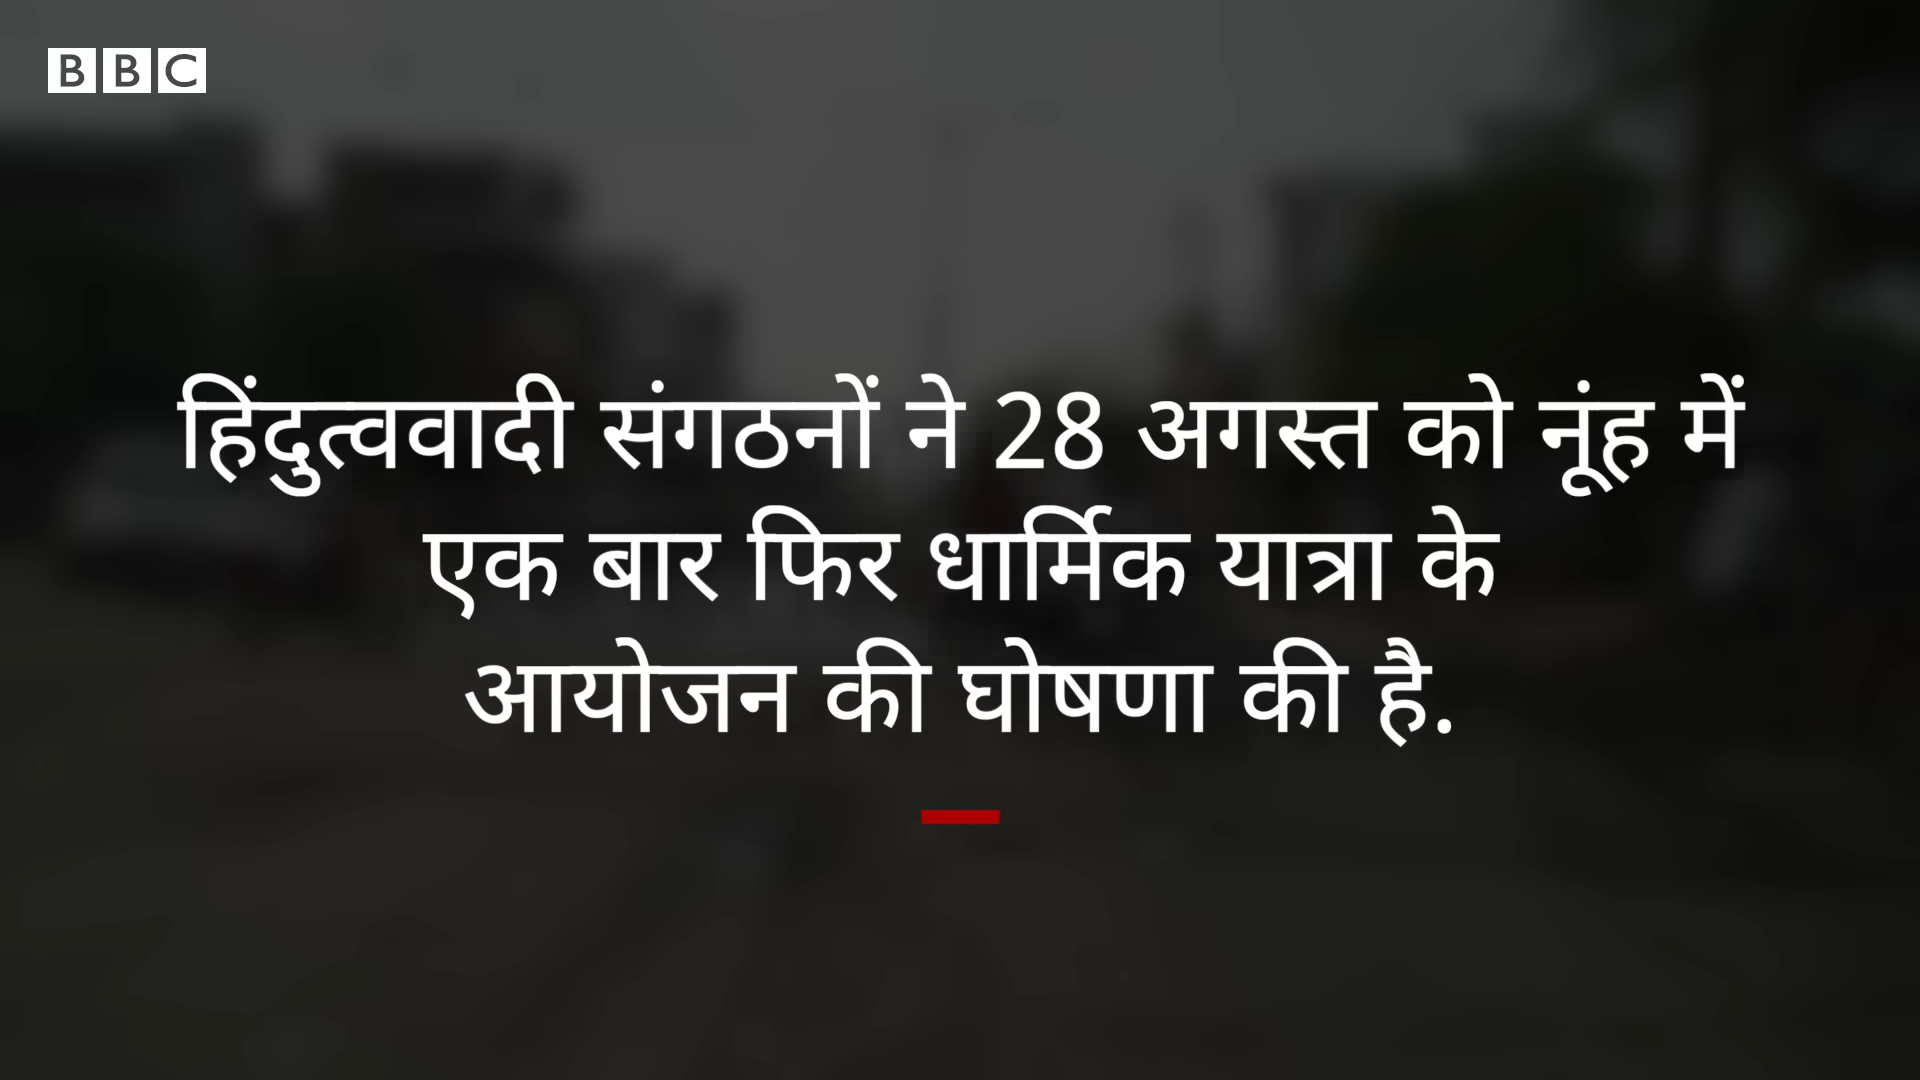 BBC
हिंदुत्ववादी संगठनों ने 28 अगस्त को नूंह में
एक बार फिर धार्मिक यात्रा के
आयोजन की घोषणा की है.